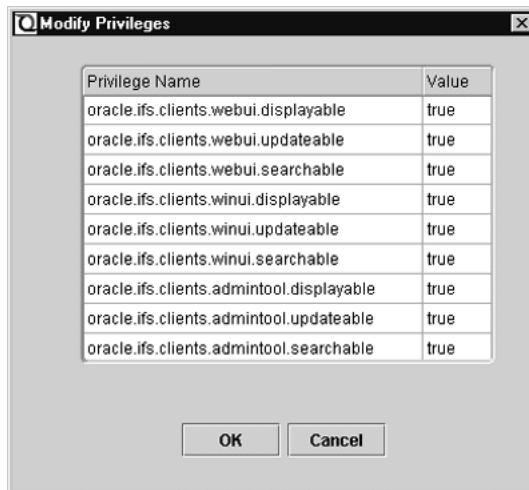 Modify Privileges
Privilege Name Value
oracle.ifs.clients.webui.displayable true
oracle.ifs.clients.webui.updateable true
oracle.ifs.clients.webui.searchable true
oracle.ifs.clients.winui.displayable true
oracle.ifs.clients.winui.updateable true
oracle.ifs.clients.winui.searchable true
oracle.ifs.clients.admintool.displayable true
oracle.ifs.clients.admintool.updateable true
oracle.ifs.clients.admintool.searchable true
OK Cancel